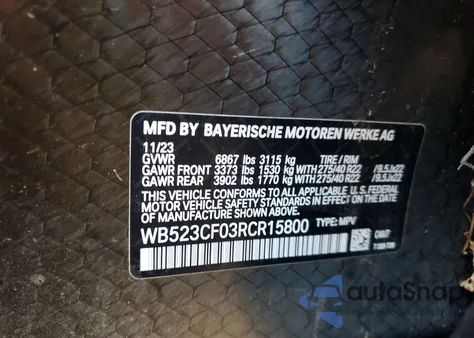 MFD BY BAYERISCHE MOTOREN WERKE AG
11/23
GVWR 6867 lbs 3115 kg TIRE / RIM
GAWR FRONT 3373 lbs 1530 kg WITH 275/40 R22 /9.5Jx22
GAWR REAR 3902 lbs 1770 kg WITH 275/40 R22 /9.5Jx22
THIS VEHICLE CONFORMS TO ALL APPLICABLE FEDERAL
MOTOR VEHICLE SAFETY STANDARDS IN EFFECT ON THE DATE OF
MANUFACTURE SHOWN ABOVE.
WB523CF03RCR15800 TYPE: MPV
autoSnap